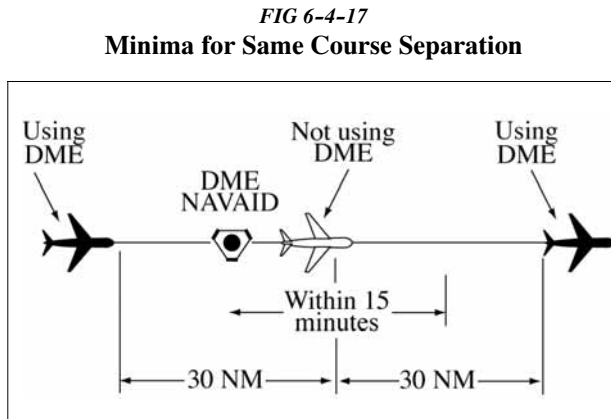 FIG 6-4-17
Minima for Same Course Separation
Using
DME
Not using
DME
Using
DME
DME
NAVAID
Within 15
minutes
30 NM
30 NM